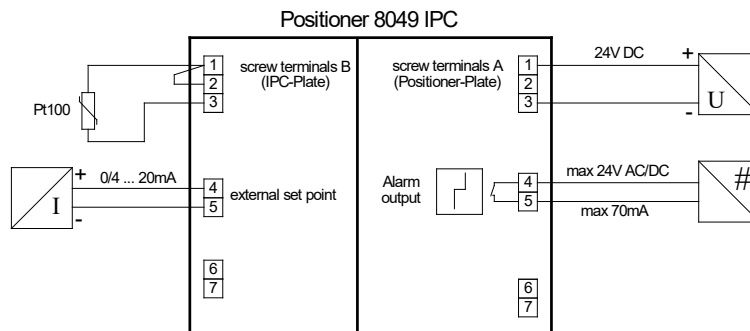 Positioner 8049 IPC
1
2
3
screw terminals B
(IPC-Plate)
screw terminals A
(Positioner-Plate)
1
2
3
24V DC
+
U
-
Pt100
+
0/4 ... 20mA
I
-
4
5
external set point
Alarm
output
4
5
max 24V AC/DC
max 70mA
#
6
7
6
7